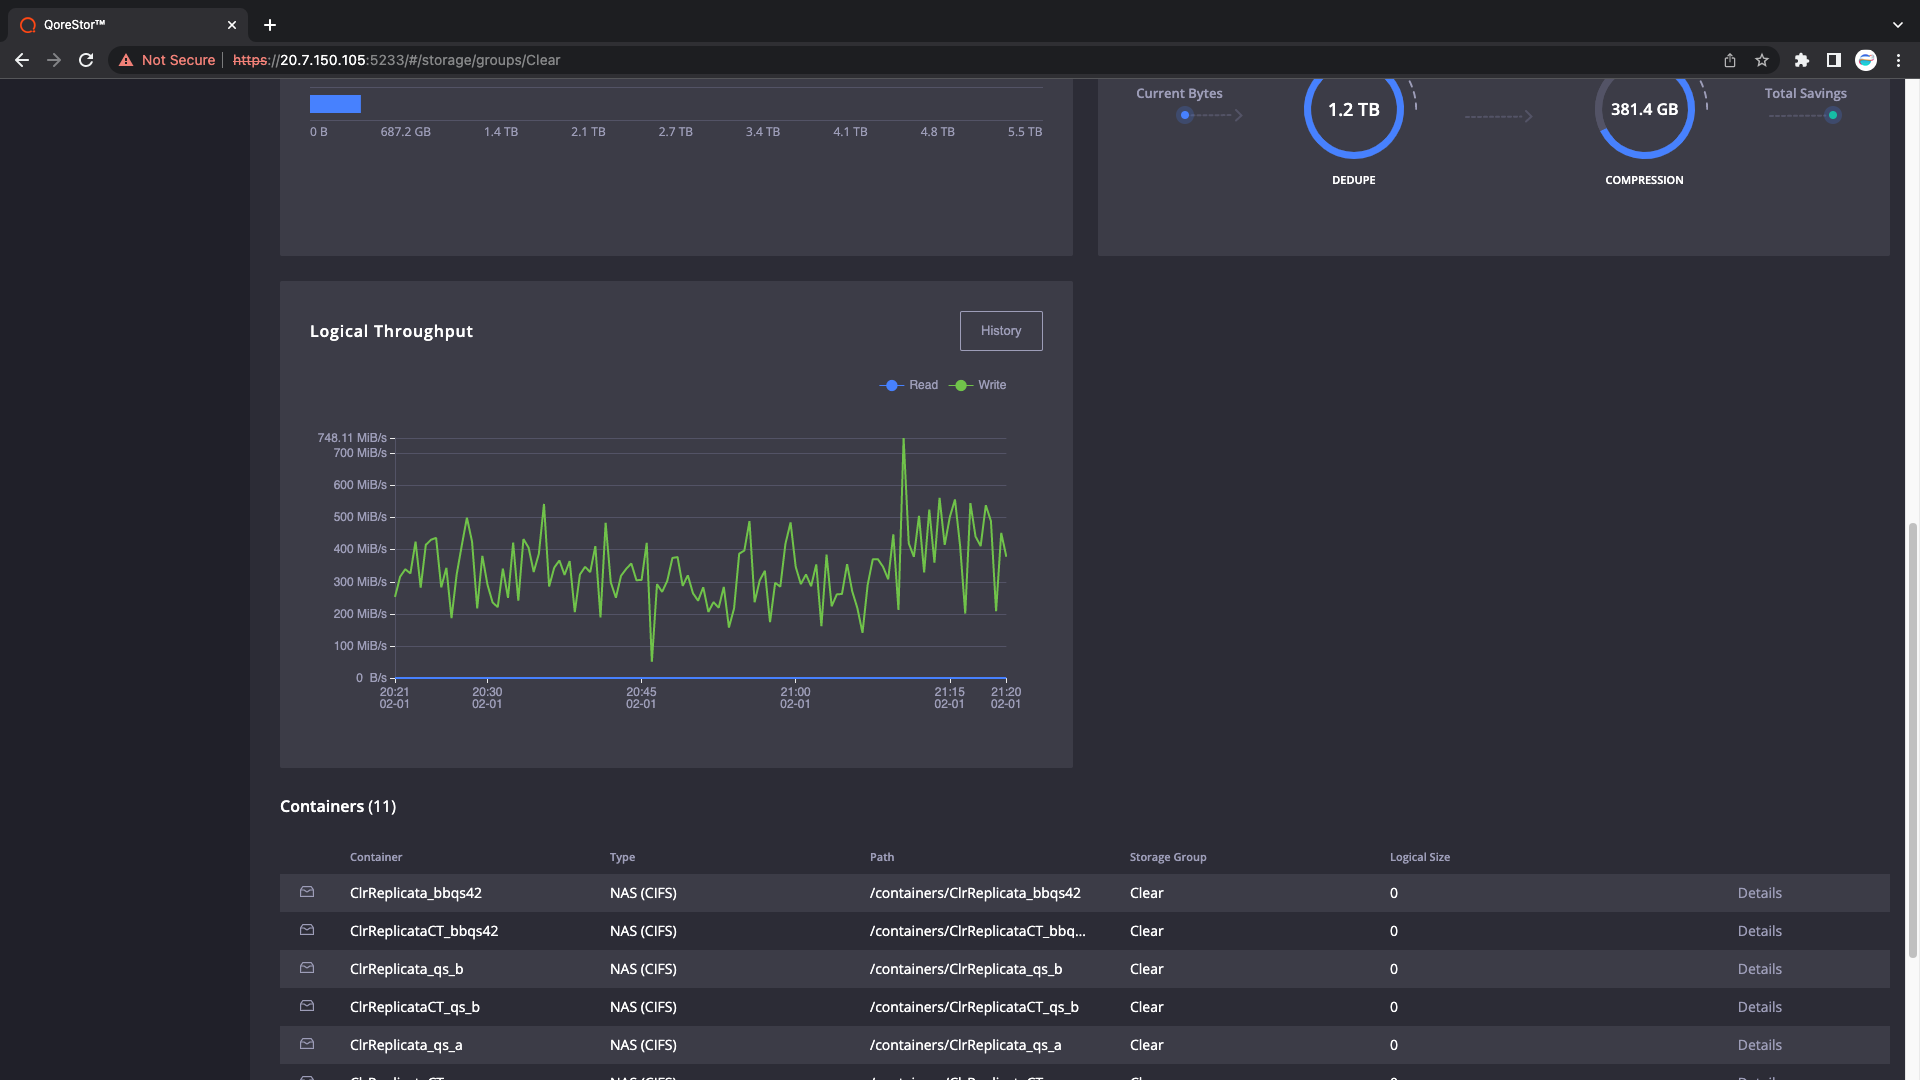 QoreStor™
Not Secure https://20.7.150.105:5233/#/storage/groups/Clear
0 B 687.2 GB 1.4 TB 2.1 TB 2.7 TB 3.4 TB 4.1 TB 4.8 TB 5.5 TB
Current Bytes 1.2 TB 381.4 GB Total Savings
DEDUPE COMPRESSION
Logical Throughput History
Read Write
748.11 MiB/s
700 MiB/s
600 MiB/s
500 MiB/s
400 MiB/s
300 MiB/s
200 MiB/s
100 MiB/s
0 B/s
20:21 20:30 20:45 21:00 21:15 21:20
02-01 02-01 02-01 02-01 02-01 02-01
Containers (11)
Container Type Path Storage Group Logical Size
ClrReplicata_bbqs42 NAS (CIFS) /containers/ClrReplicata_bbqs42 Clear 0 Details
ClrReplicataCT_bbqs42 NAS (CIFS) /containers/ClrReplicataCT_bbq... Clear 0 Details
ClrReplicata_qs_b NAS (CIFS) /containers/ClrReplicata_qs_b Clear 0 Details
ClrReplicataCT_qs_b NAS (CIFS) /containers/ClrReplicataCT_qs_b Clear 0 Details
ClrReplicata_qs_a NAS (CIFS) /containers/ClrReplicata_qs_a Clear 0 Details